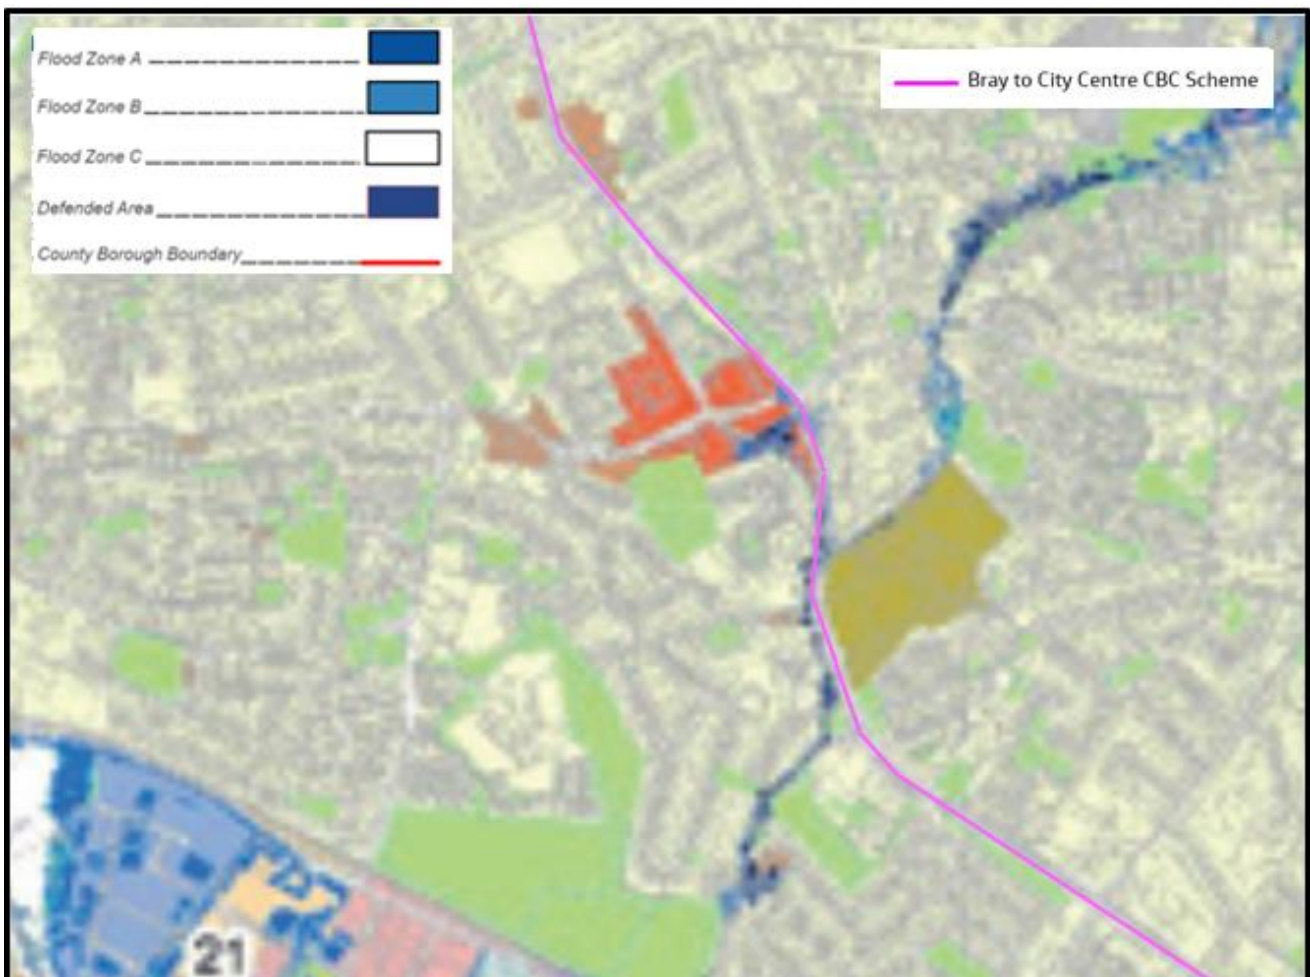 Flood Zone A
Flood Zone B
Flood Zone C
Defended Area
County Borough Boundary
Bray to City Centre CBC Scheme
21